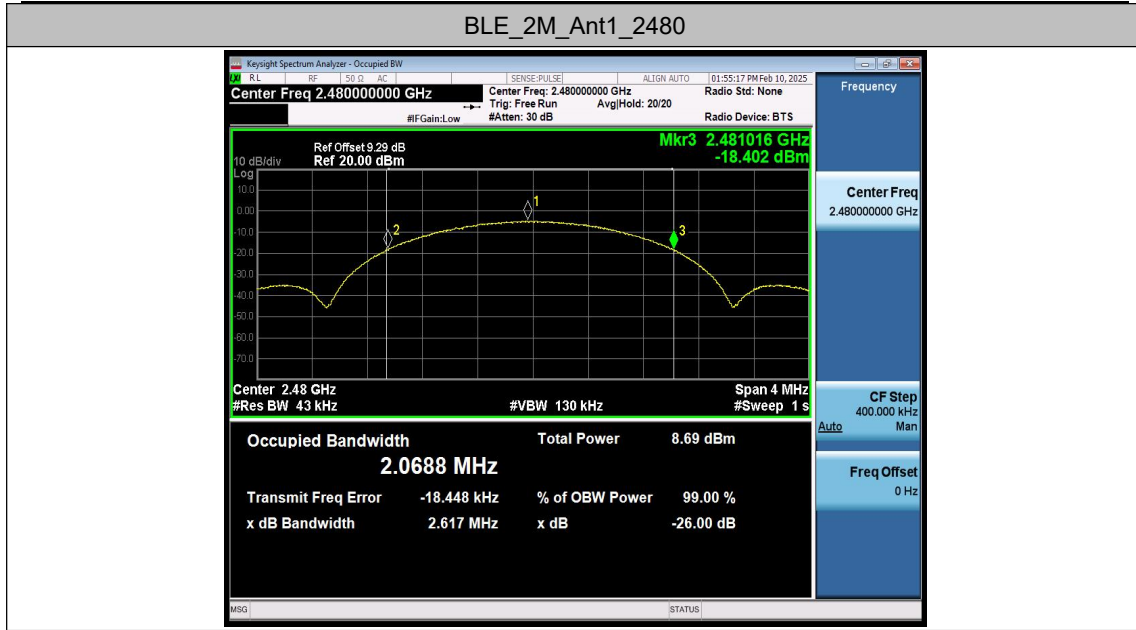 BLE_2M_Ant1_2480
Keysight Spectrum Analyzer - Occupied BW
RL RF 50 Ω AC SENSE:PULSE ALIGN AUTO 01:55:17 PM Feb 10, 2025
Center Freq 2.480000000 GHz
Center Freq: 2.480000000 GHz
Radio Std: None
Trig: Free Run Avg|Hold: 20/20
#IFGain:Low
#Atten: 30 dB
Radio Device: BTS
Mkr3 2.481016 GHz
-18.402 dBm
Ref Offset 9.29 dB
10 dB/div Ref 20.00 dBm
Log
10.0
0.00
-10.0
-20.0
-30.0
-40.0
-50.0
-60.0
-70.0
1
2
3
Center 2.48 GHz Span 4 MHz
#Res BW 43 kHz #VBW 130 kHz #Sweep 1 s
Occupied Bandwidth Total Power 8.69 dBm
2.0688 MHz
Transmit Freq Error -18.448 kHz % of OBW Power 99.00 %
x dB Bandwidth 2.617 MHz x dB -26.00 dB
MSG STATUS
Frequency
Center Freq
2.480000000 GHz
CF Step
400.000 kHz
Auto Man
Freq Offset
0 Hz